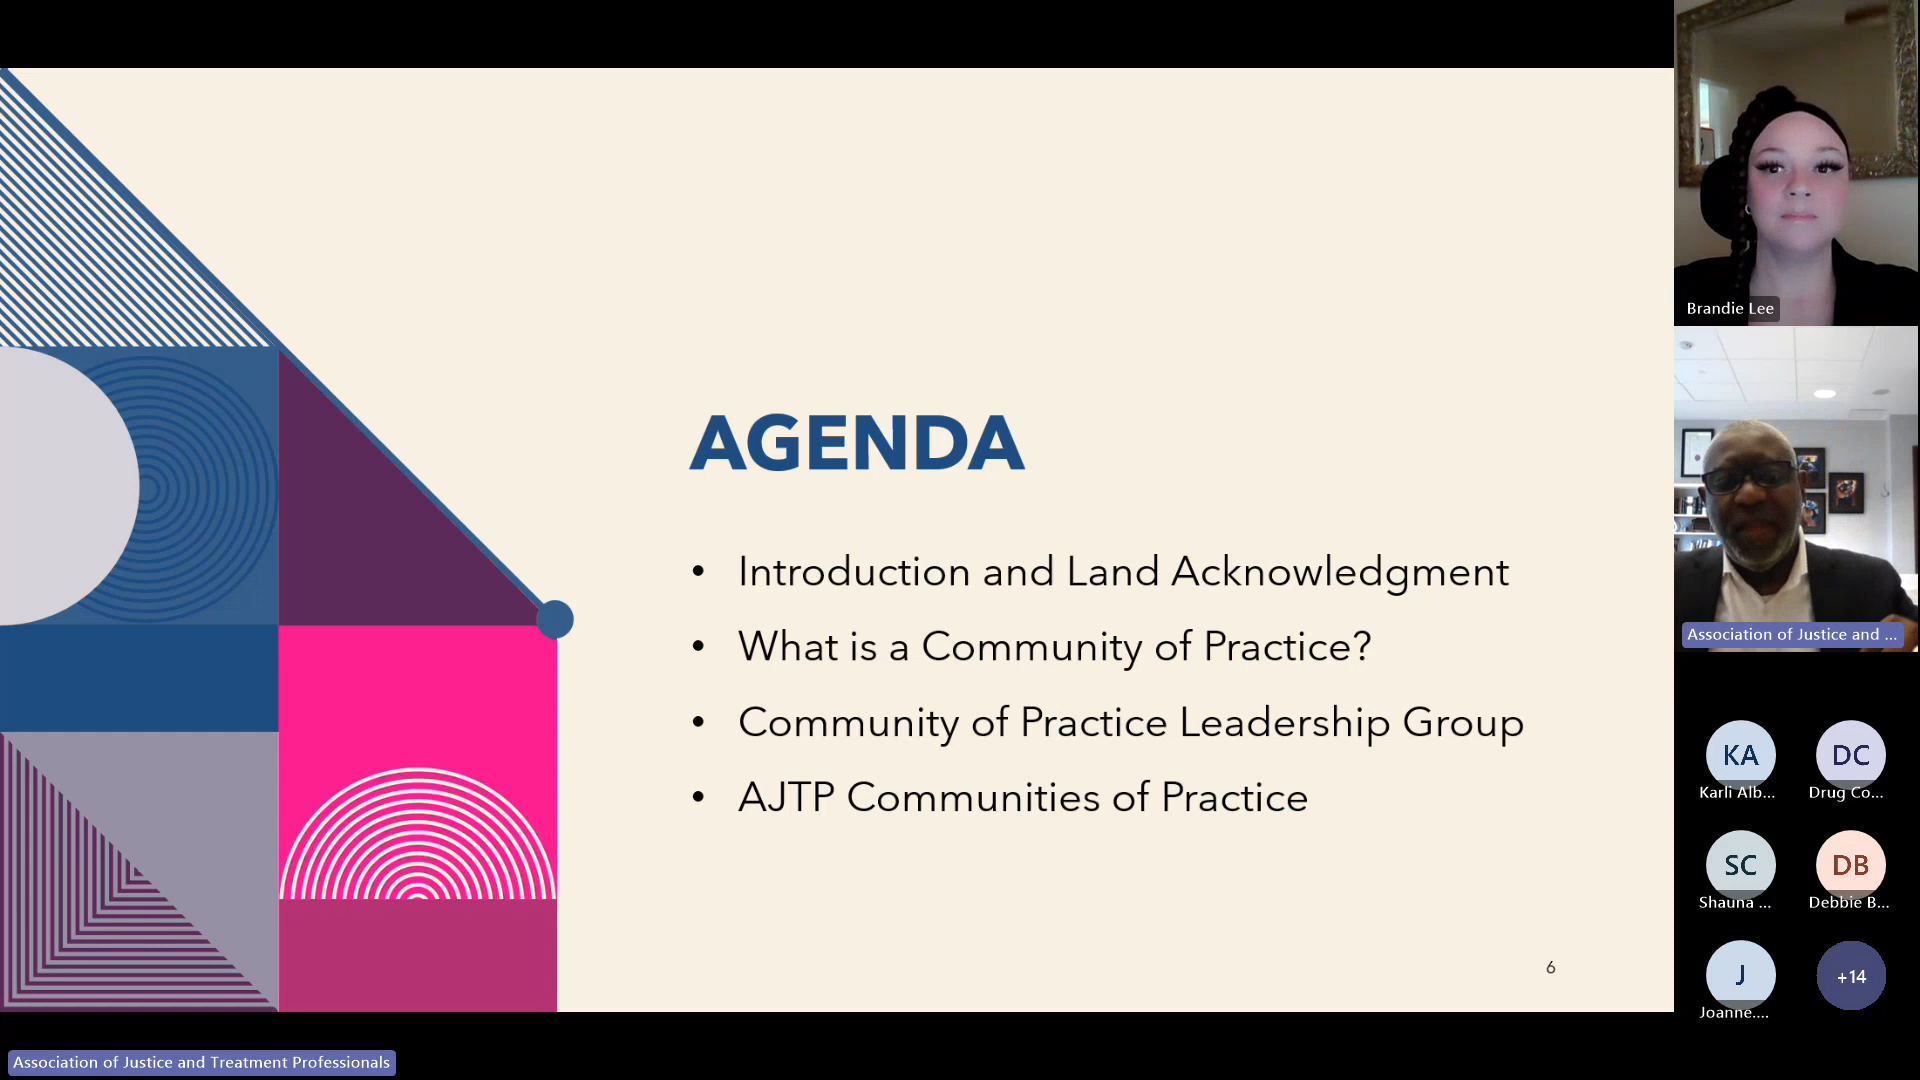 AGENDA
• Introduction and Land Acknowledgment
• What is a Community of Practice?
• Community of Practice Leadership Group
• AJTP Communities of Practice
6
Brandie Lee
Association of Justice and ...
KA
Karli Alb...
DC
Drug Co...
SC
Shauna ...
DB
Debbie B...
J
Joanne....
+14
Association of Justice and Treatment Professionals